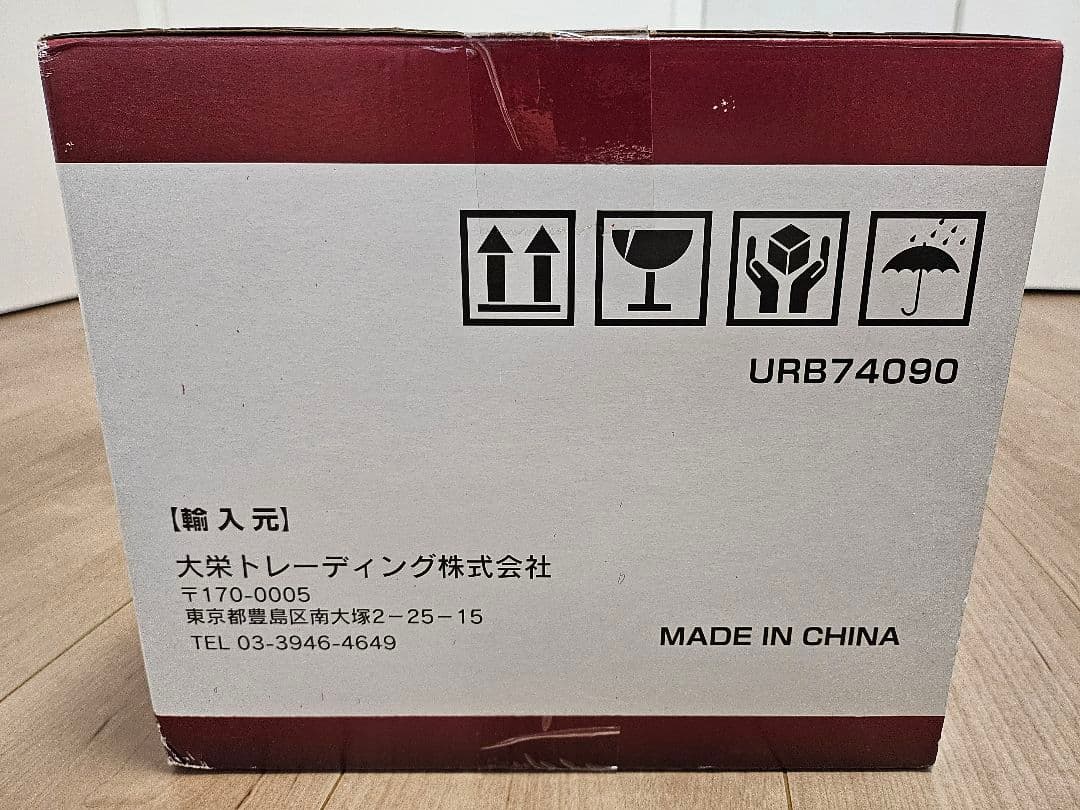 URB74090
【輸入元】
大栄トレーディング株式会社
〒170-0005
東京都豊島区南大塚2-25-15
TEL 03-3946-4649
MADE IN CHINA